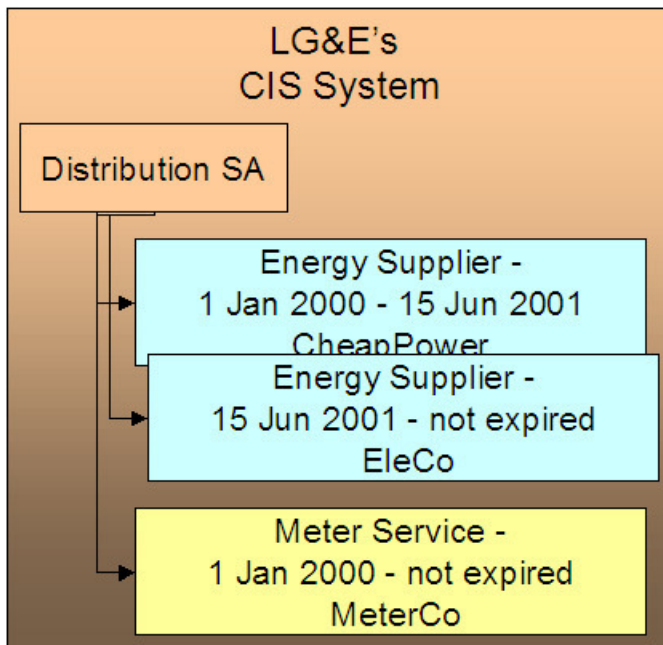 LG&E's
CIS System
Distribution SA
Energy Supplier -
1 Jan 2000 - 15 Jun 2001
CheapPower
Energy Supplier -
15 Jun 2001 - not expired
EleCo
Meter Service -
1 Jan 2000 - not expired
MeterCo